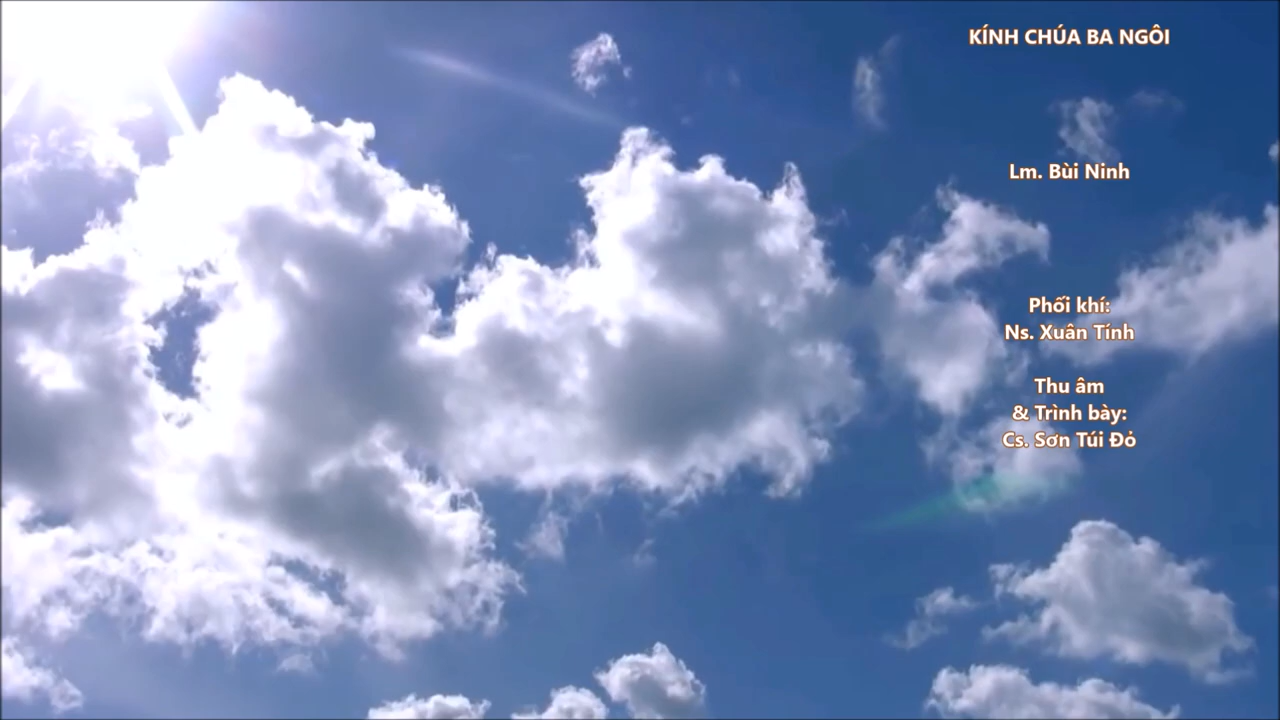 KÍNH CHÚA BA NGÔI
Lm. Bùi Ninh
Phối khí:
Ns. Xuân Tính
Thu âm
& Trình bày:
Cs. Sơn Túi Đỏ